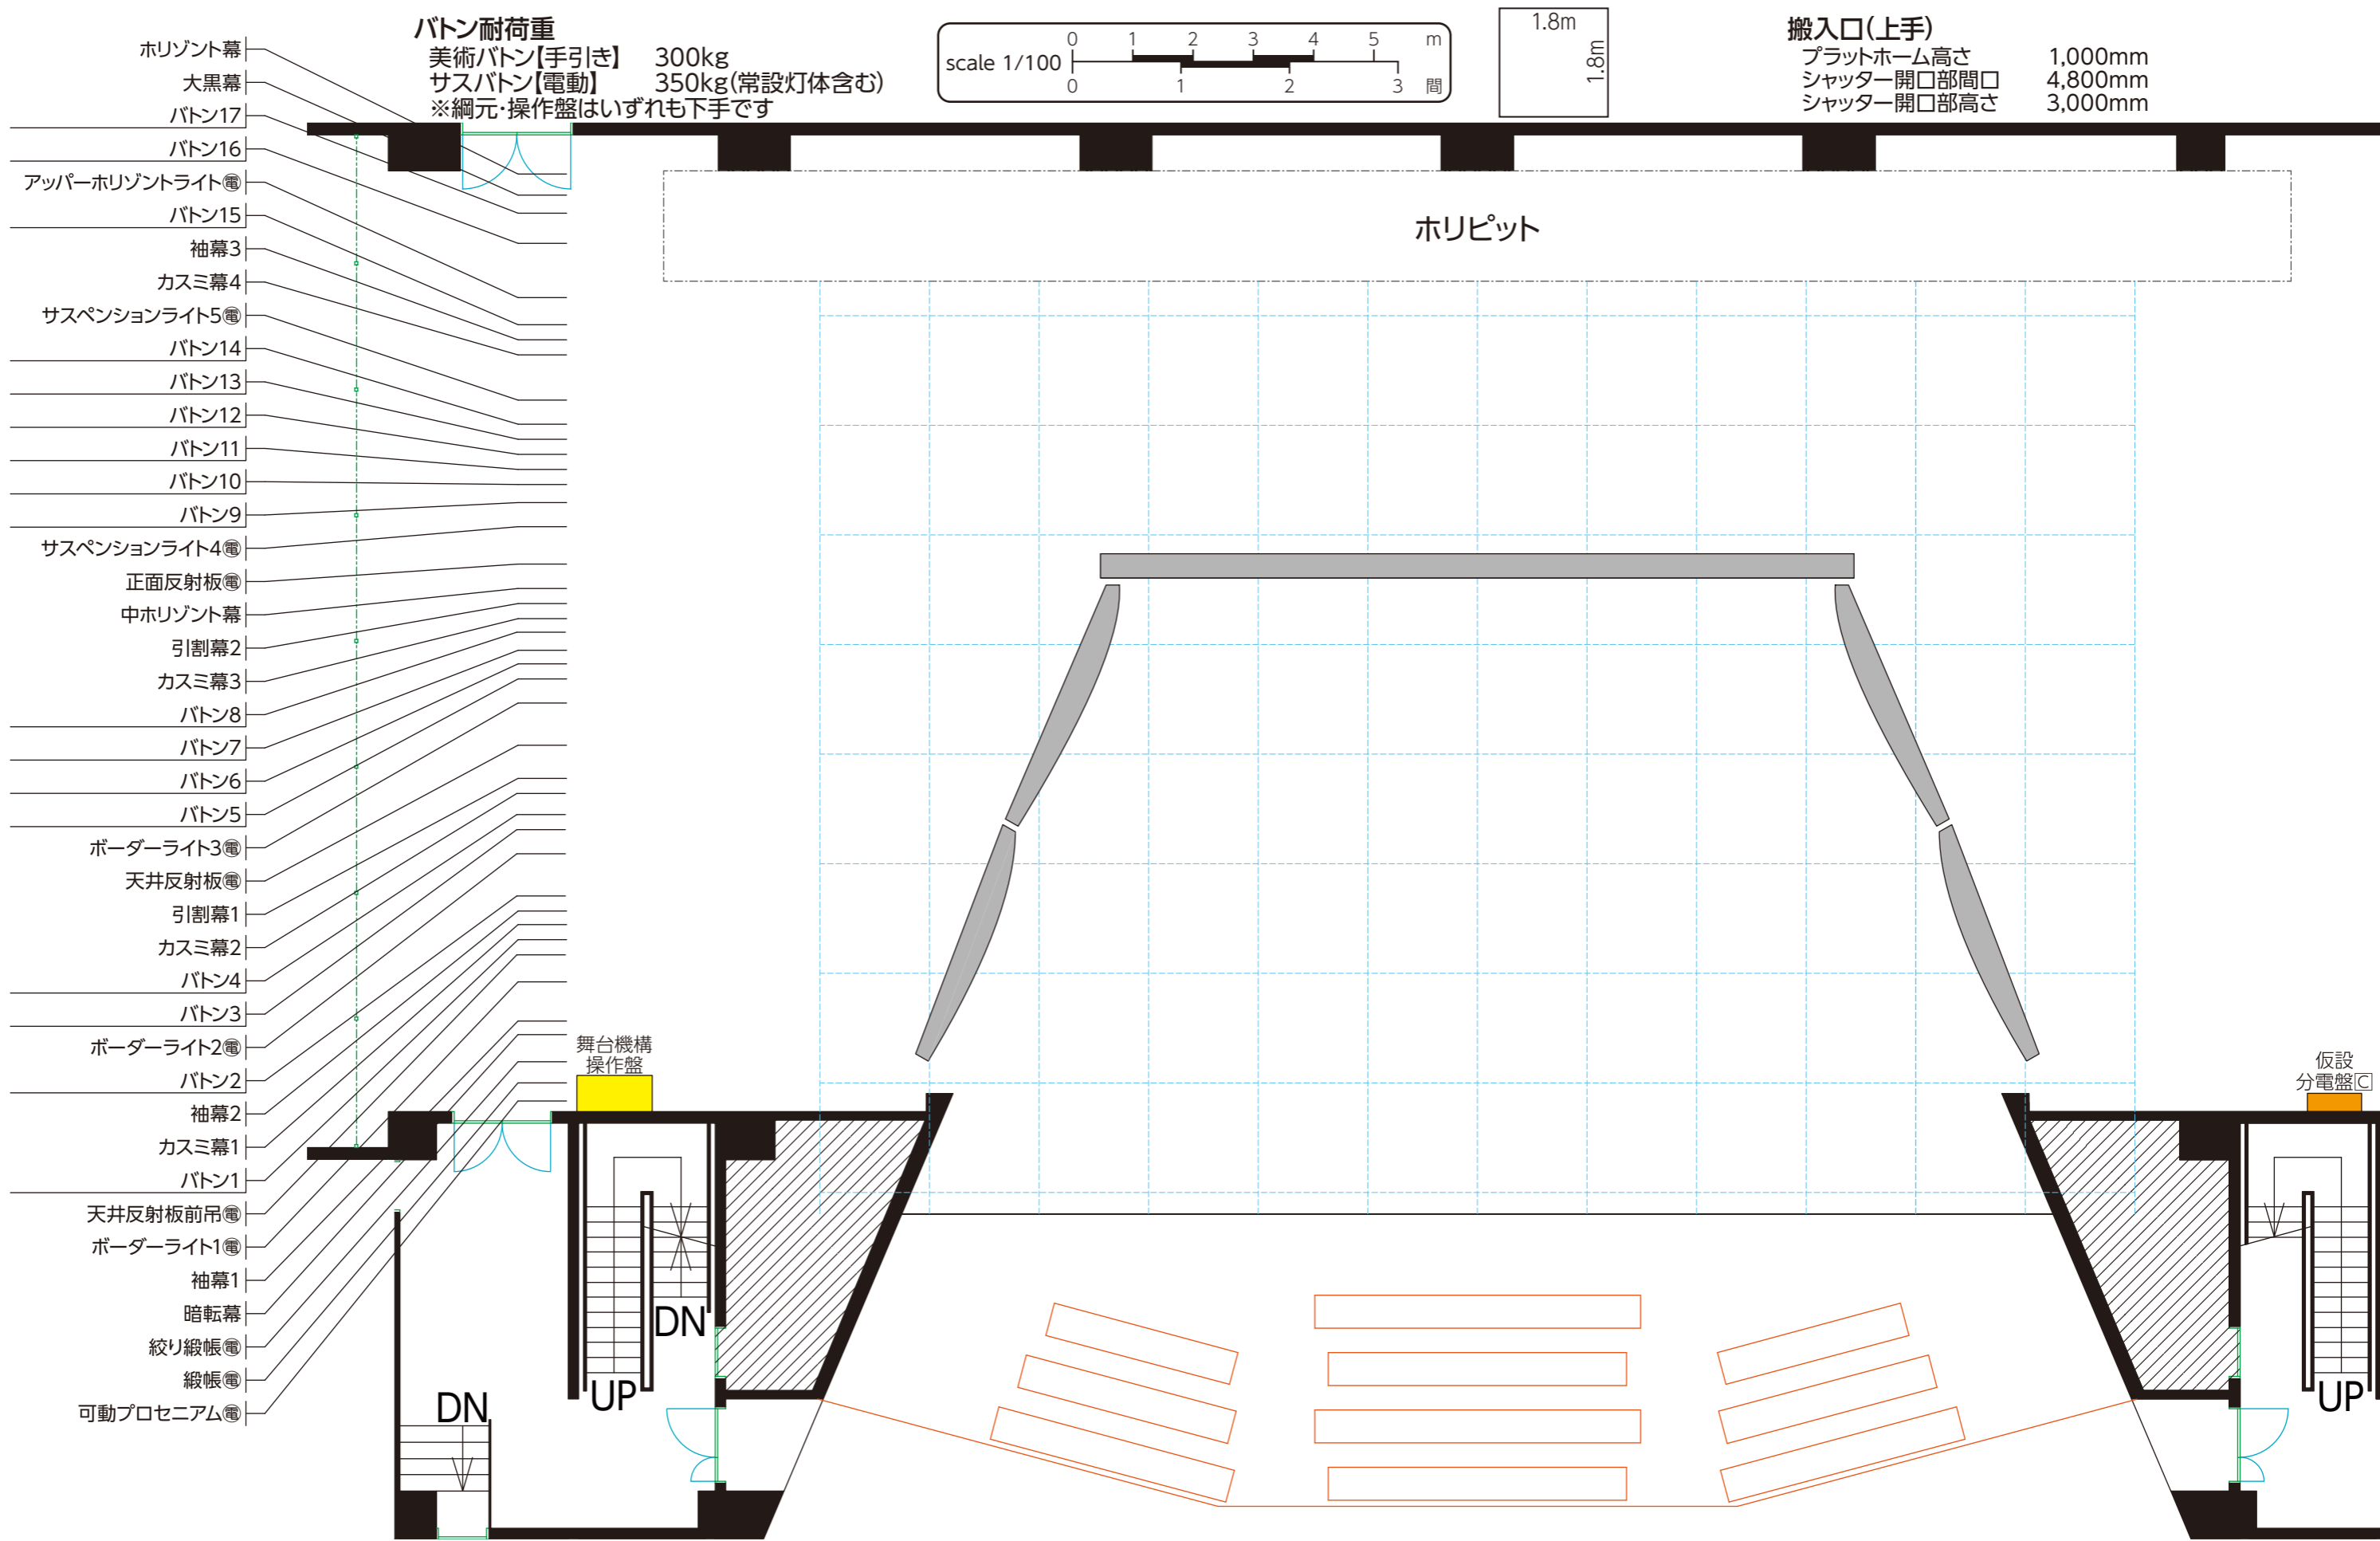 バトン耐荷重
美術バトン【手引き】 300kg
サスバトン【電動】 350kg(常設灯体含む)
※綱元・操作盤はいずれも下手です
scale 1/100
0 1 2 3 4 5 m
0 1 2 3 間
1.8m
1.8m
搬入口(上手)
プラットホーム高さ 1,000mm
シャッター開口部間口 4,800mm
シャッター開口部高さ 3,000mm
ホリゾント幕
大黒幕
バトン17
バトン16
アッパーホリゾントライト㊩
バトン15
袖幕3
カスミ幕4
サスペンションライト5電
バトン14
バトン13
バトン12
バトン11
バトン10
バトン9
サスペンションライト4電
正面反射板電
中ホリゾント幕
引割幕2
カスミ幕3
バトン8
バトン7
バトン6
バトン5
ボーダーライト3電
天井反射板電
引割幕1
カスミ幕2
バトン4
バトン3
ボーダーライト2電
バトン2
袖幕2
カスミ幕1
バトン1
天井反射板前吊電
ボーダーライト1電
袖幕1
暗転幕
絞り緞帳電
緞帳電
可動プロセニアム電
ホリピット
舞台機構
操作盤
仮設
分電盤C
DN
UP
DN
UP